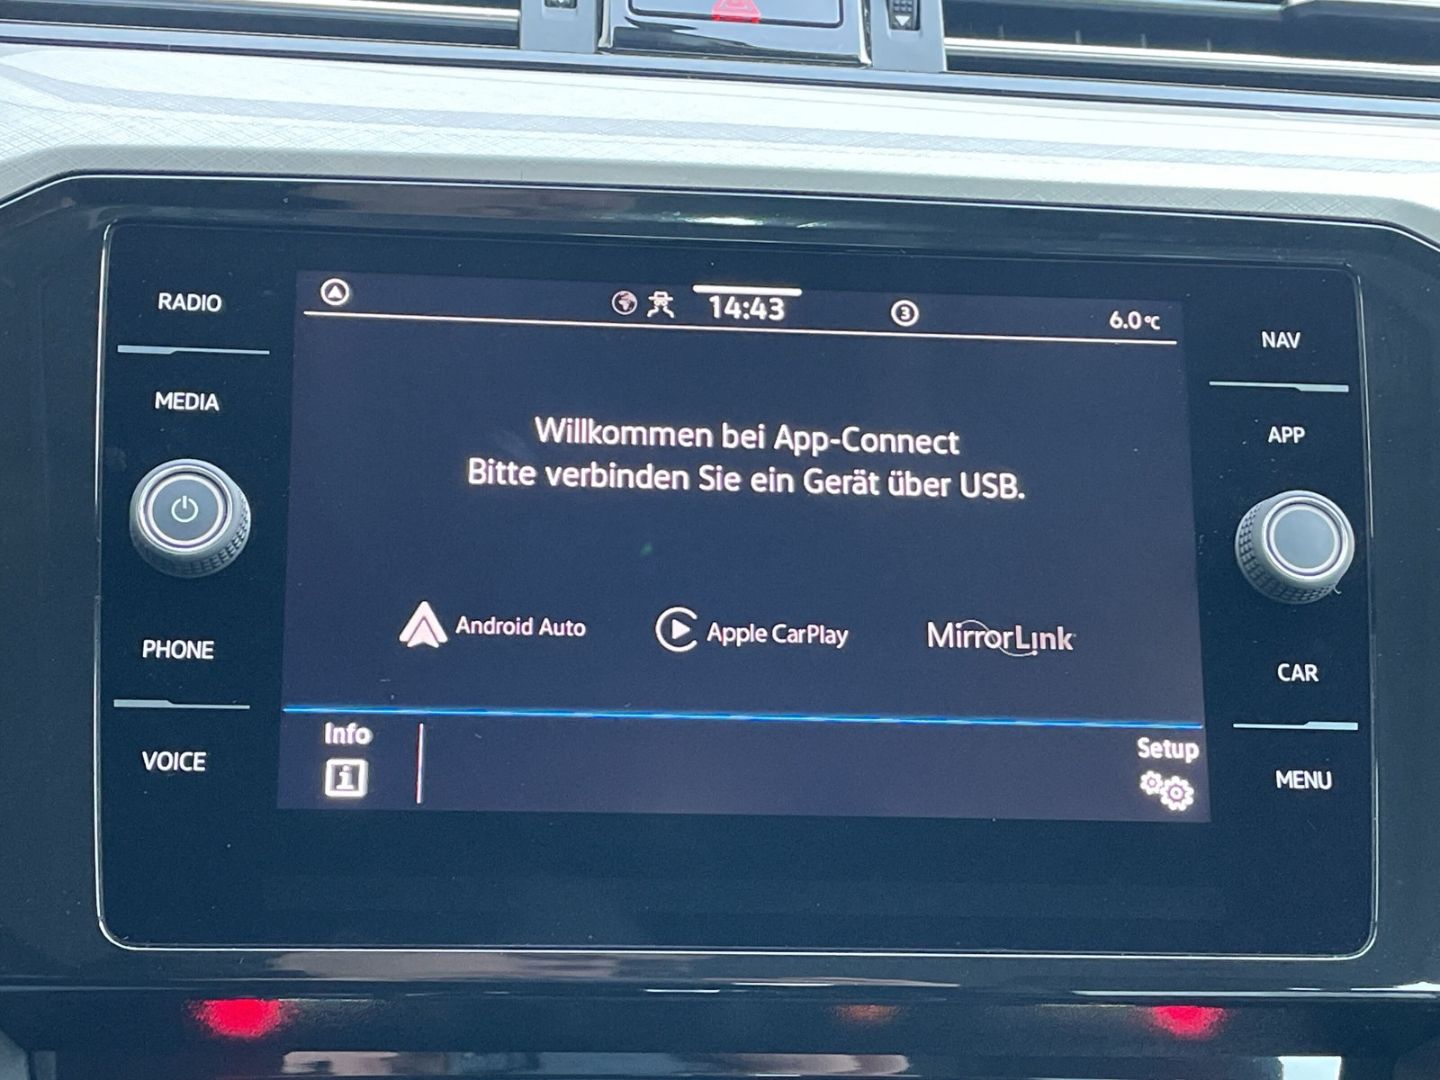 RADIO
MEDIA
PHONE
VOICE
14:43
3
6.0°C
Willkommen bei App-Connect
Bitte verbinden Sie ein Gerät über USB.
Android Auto
Apple CarPlay
MirrorLink
Info
i
Setup
NAV
APP
CAR
MENU